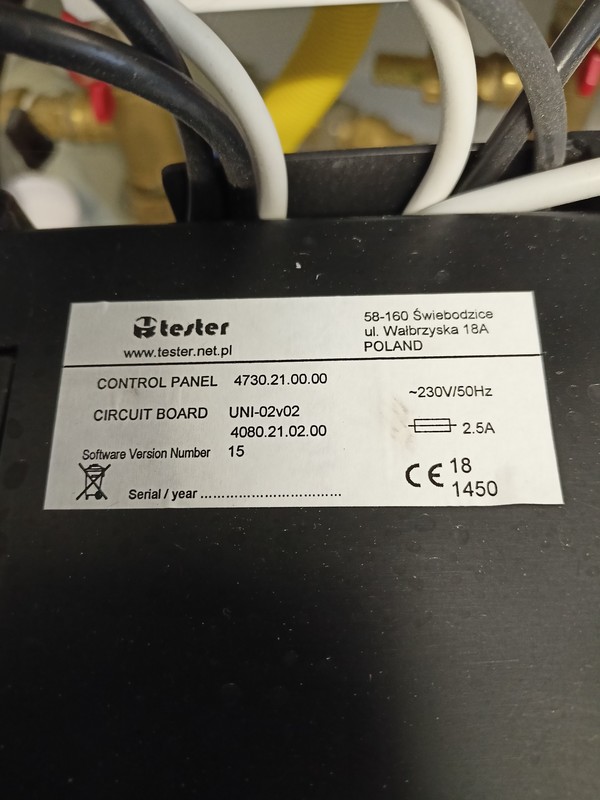 tester
www.tester.net.pl
58-160 Świebodzice
ul. Wałbrzyska 18A
POLAND
CONTROL PANEL 4730.21.00.00
CIRCUIT BOARD UNI-02v02
4080.21.02.00
Software Version Number 15
Serial / year ..................................
~230V/50Hz
2.5A
CE 18
1450